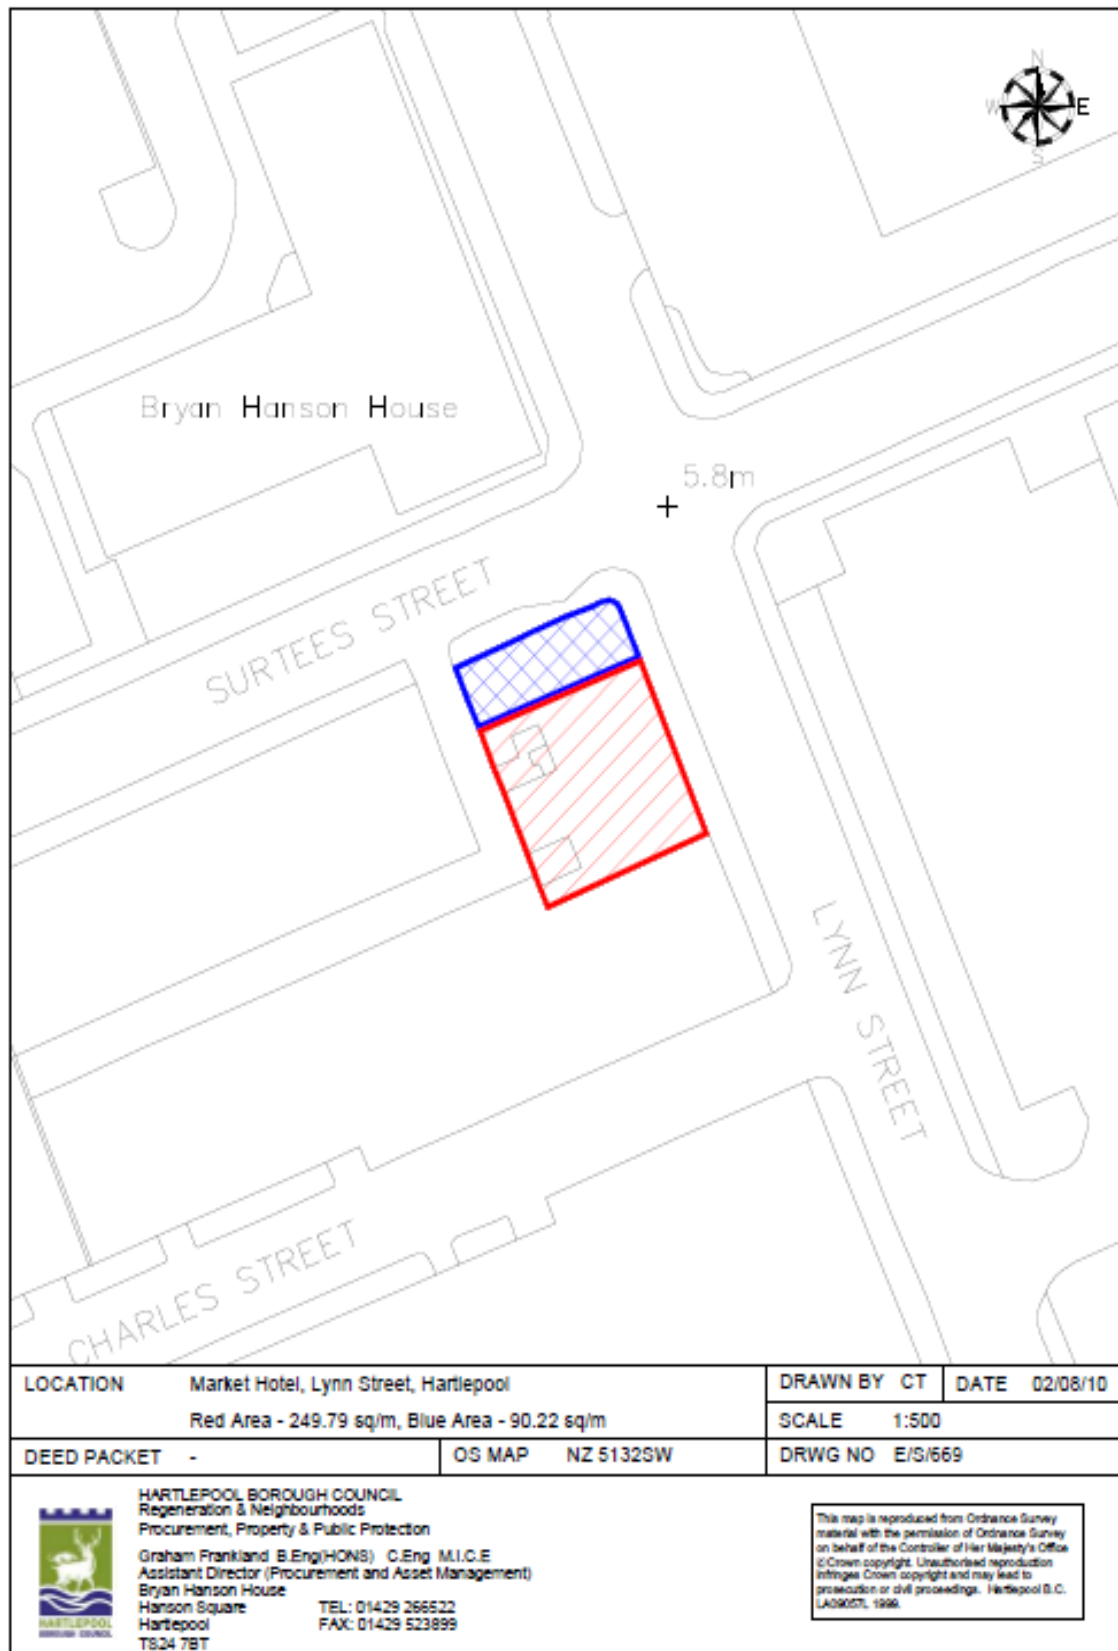 N
W E
S
Bryan Hanson House
5.8m
SURTEES STREET
LYNN STREET
CHARLES STREET
LOCATION Market Hotel, Lynn Street, Hartlepool
Red Area - 249.79 sq/m, Blue Area - 90.22 sq/m
DRAWN BY CT DATE 02/08/10
SCALE 1:500
DEED PACKET - OS MAP NZ 5132SW DRWG NO E/S/669
HARTLEPOOL BOROUGH COUNCIL
Regeneration & Neighbourhoods
Procurement, Property & Public Protection
Graham Frankland B.Eng(HONS) C.Eng M.I.C.E
Assistant Director (Procurement and Asset Management)
Bryan Hanson House
Hanson Square TEL: 01429 266522
Hartlepool FAX: 01429 523899
TS24 7BT
HARTLEPOOL
BOROUGH COUNCIL
This map is reproduced from Ordnance Survey
material with the permission of Ordnance Survey
on behalf of the Controller of Her Majesty's Office
©Crown copyright. Unauthorised reproduction
infringes Crown copyright and may lead to
prosecution or civil proceedings. Hartlepool B.C.
LA09057L 1999.